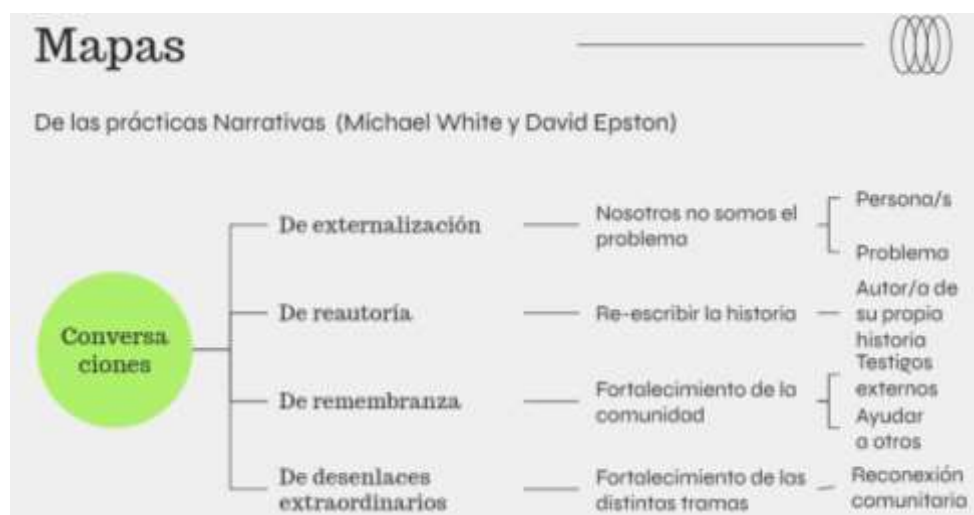 Mapas
De las prácticas Narrativas (Michael White y David Epston)
Conversa
ciones
De externalización
Nosotros no somos el
problema
Persona/s
Problema
De reautoría
Re-escribir la historia
Autor/a de
su propia
historia
De remembranza
Fortalecimiento de la
comunidad
Testigos
externos
Ayudar
a otros
De desenlaces
extraordinarios
Fortalecimiento de las
distintas tramas
Reconexión
comunitaria